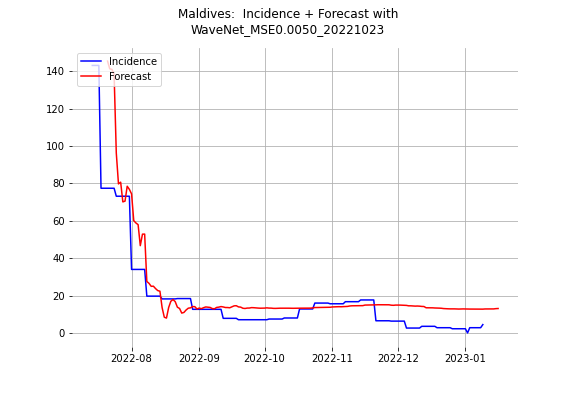 Maldives:  Incidence + Forecast with
WaveNet_MSE0.0050_20221023
Incidence
Forecast
140
120
100
80
60
40
20
0
2022-08 2022-09 2022-10 2022-11 2022-12 2023-01